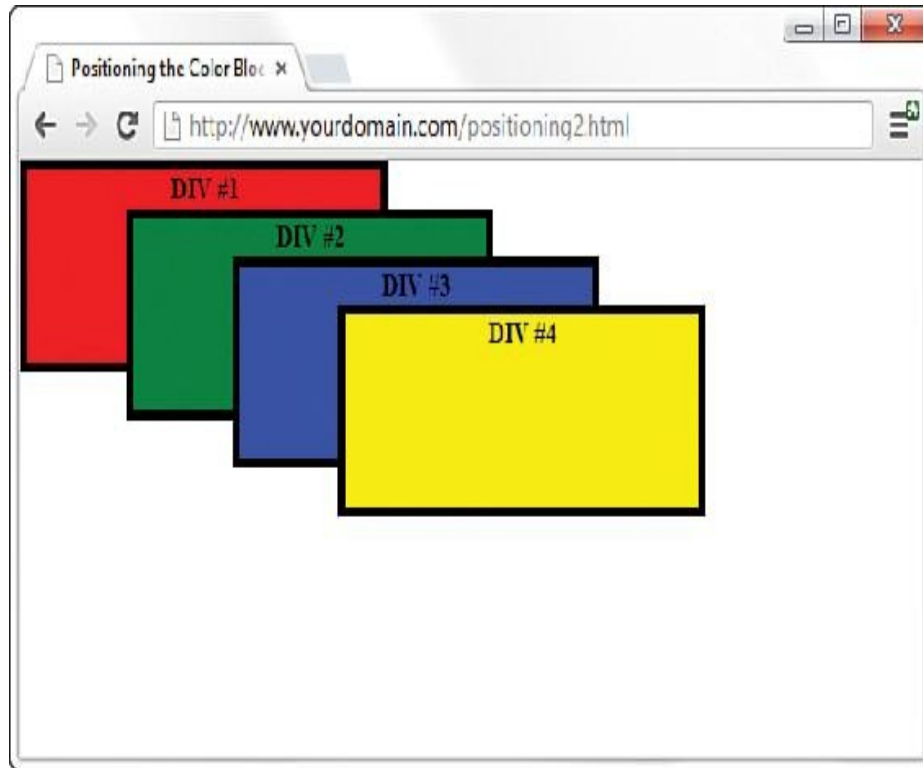 Positioning the Color Bloc
http://www.yourdomain.com/positioning2.html
DIV #1
DIV #2
DIV #3
DIV #4